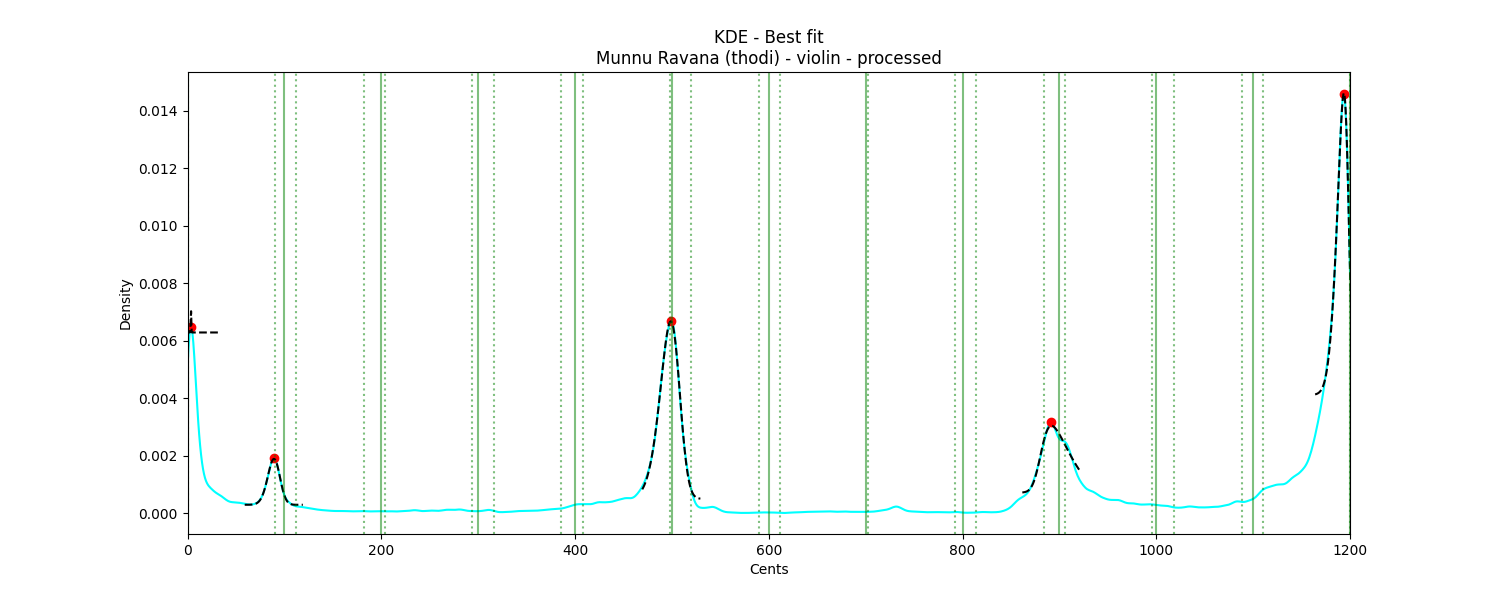 KDE - Best fit
Munnu Ravana (thodi) - violin - processed
0.014
0.012
0.010
0.008
0.006
0.004
0.002
0.000
Density
0 200 400 600 800 1000 1200
Cents